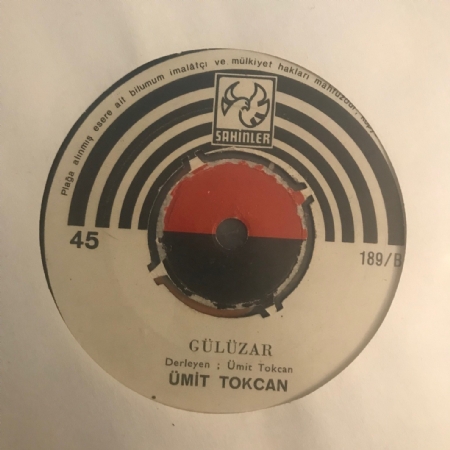 Plağa alınmış esere ait bilumum imalâtçı ve mülkiyet hakları mahfuzdur.
ŞAHİNLER
45
189/B
GÜLÜZAR
Derleyen ; Ümit Tokcan
ÜMİT TOKCAN